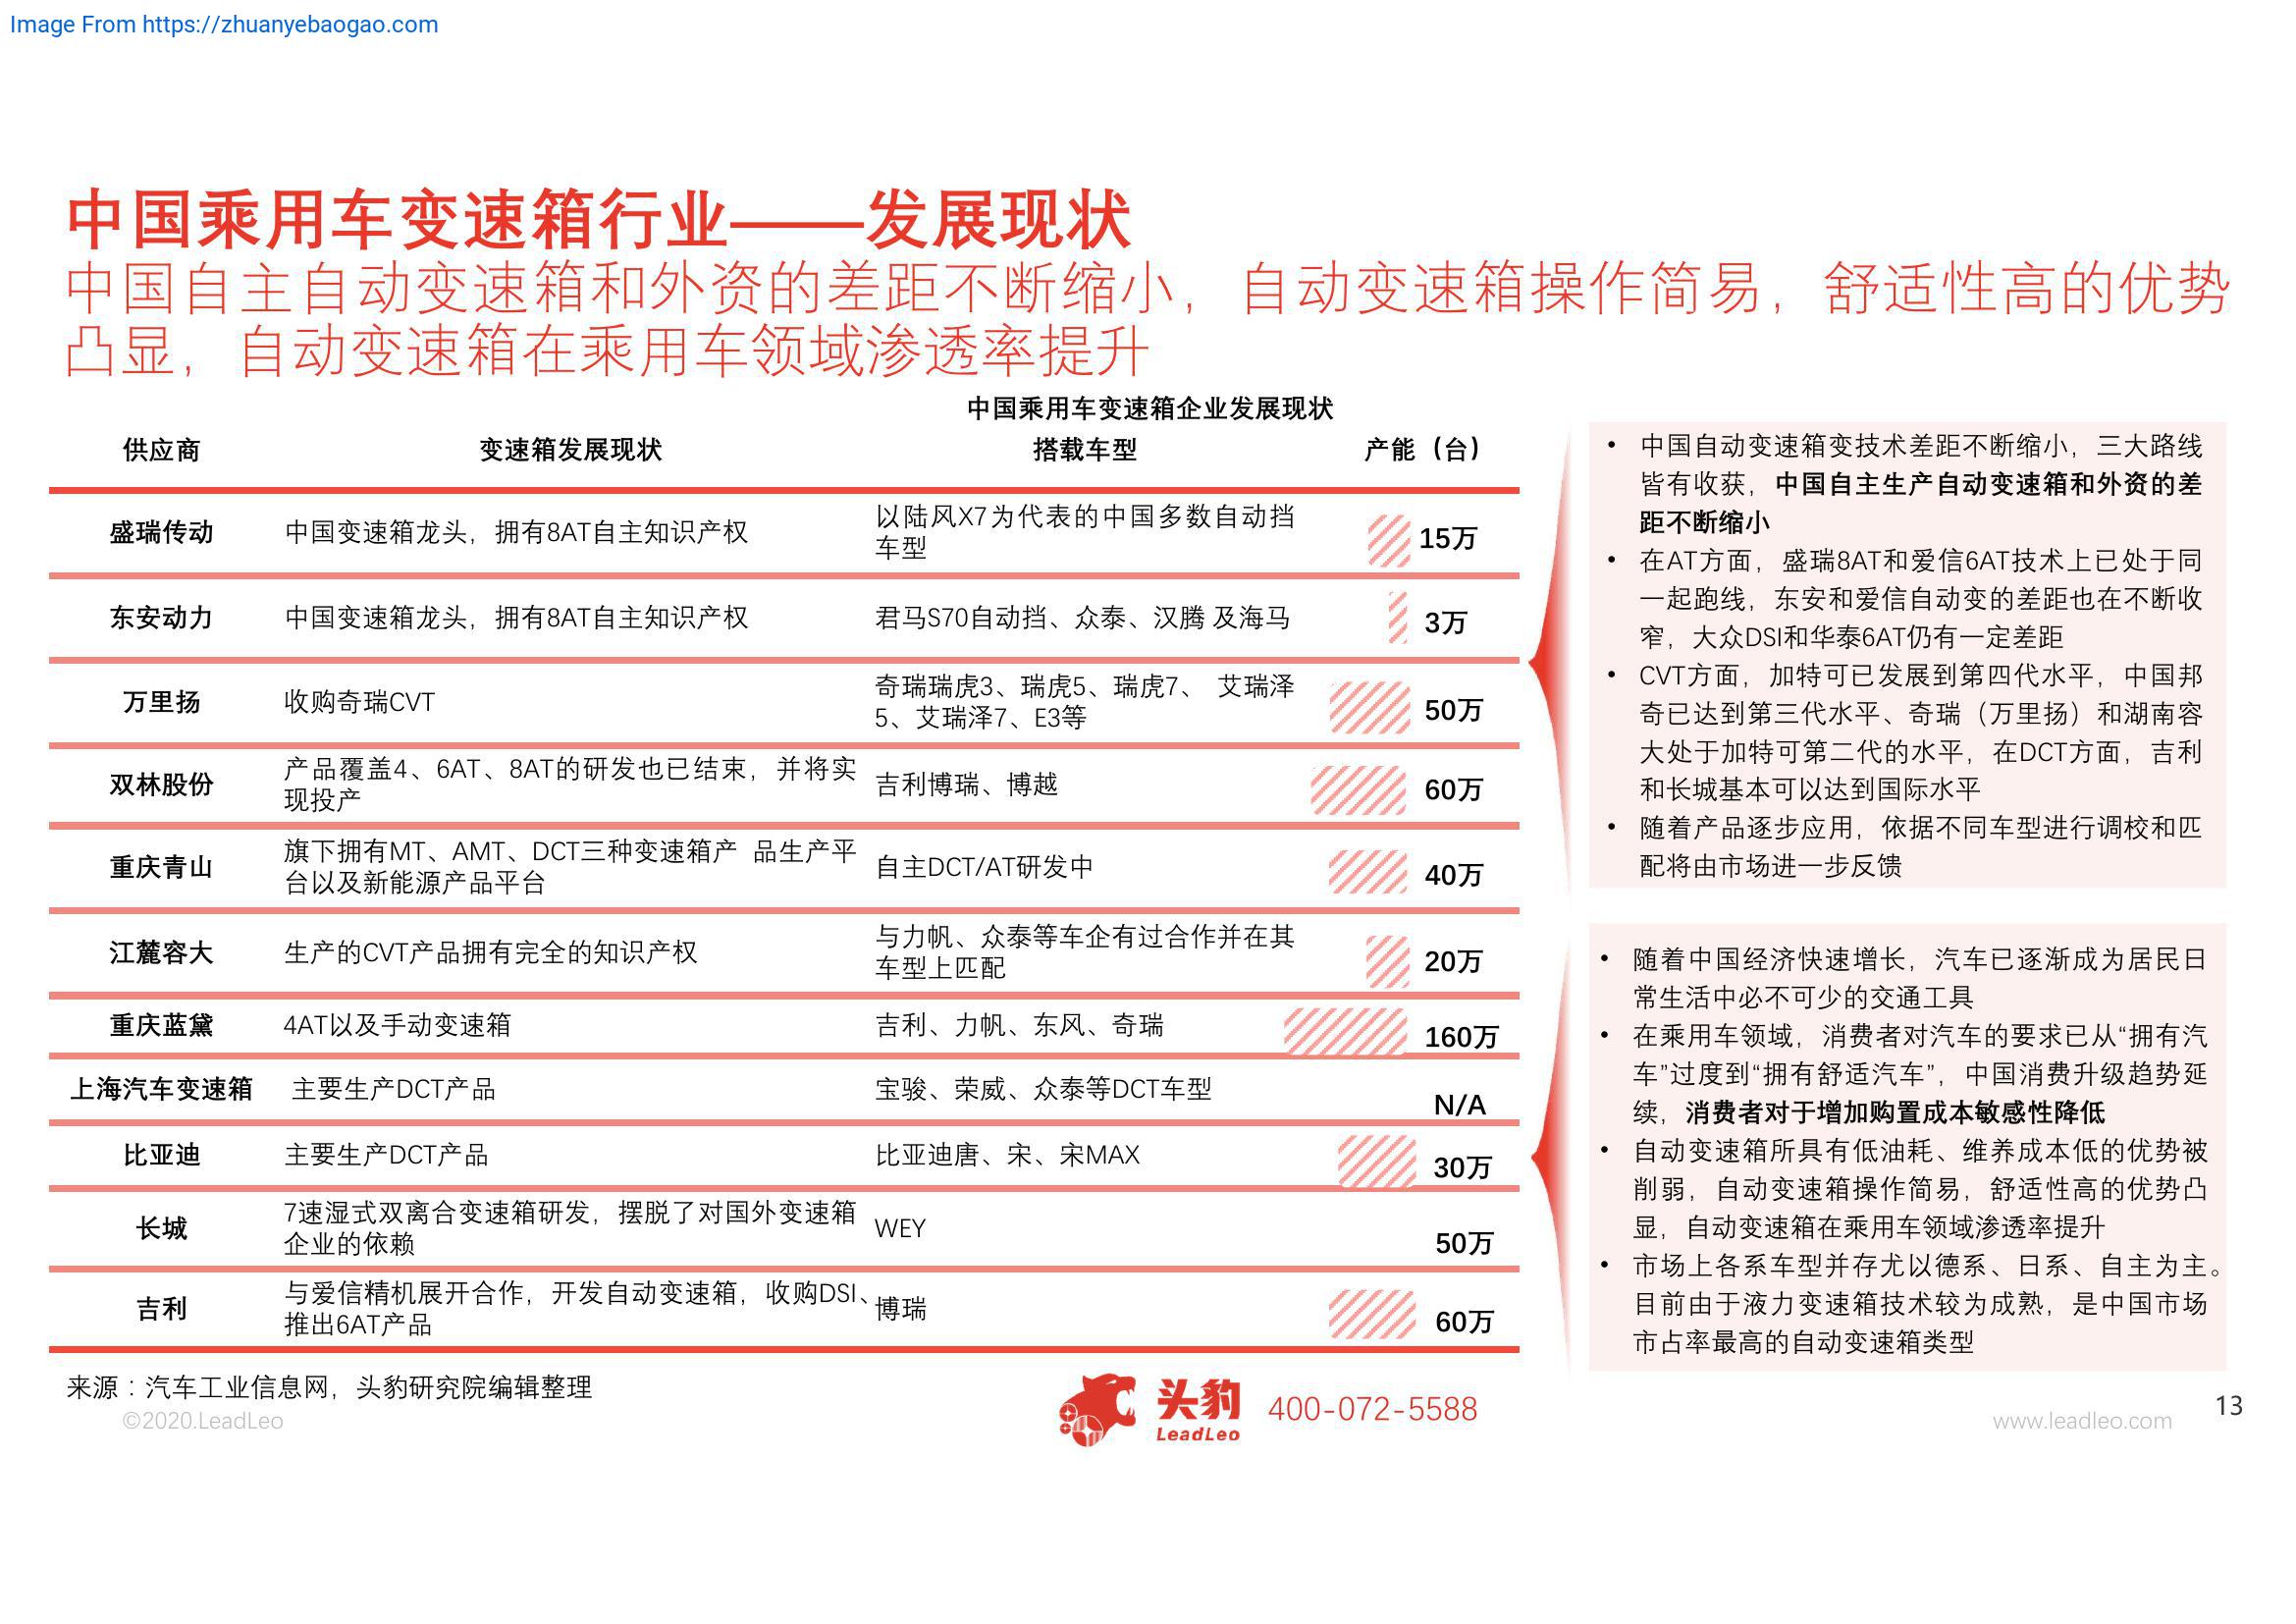 Image From https://zhuanyebaogao.com
中国乘用车变速箱行业——发展现状
中国自主自动变速箱和外资的差距不断缩小，自动变速箱操作简易，舒适性高的优势
凸显，自动变速箱在乘用车领域渗透率提升
中国乘用车变速箱企业发展现状
供应商 变速箱发展现状 搭载车型 产能（台）
盛瑞传动 中国变速箱龙头，拥有8AT自主知识产权
以陆风X7为代表的中国多数自动挡
车型
15万
东安动力 中国变速箱龙头，拥有8AT自主知识产权 君马S70自动挡、众泰、汉腾 及海马 3万
万里扬 收购奇瑞CVT
奇瑞瑞虎3、瑞虎5、瑞虎7、 艾瑞泽
5、艾瑞泽7、E3等
50万
双林股份
产品覆盖4、6AT、8AT的研发也已结束，并将实
现投产
吉利博瑞、博越 60万
重庆青山
旗下拥有MT、AMT、DCT三种变速箱产 品生产平
台以及新能源产品平台
自主DCT/AT研发中 40万
江麓容大 生产的CVT产品拥有完全的知识产权
与力帆、众泰等车企有过合作并在其
车型上匹配
20万
重庆蓝黛 4AT以及手动变速箱 吉利、力帆、东风、奇瑞 160万
上海汽车变速箱 主要生产DCT产品 宝骏、荣威、众泰等DCT车型 N/A
比亚迪 主要生产DCT产品 比亚迪唐、宋、宋MAX 30万
长城
7速湿式双离合变速箱研发，摆脱了对国外变速箱
企业的依赖
WEY 50万
吉利
与爱信精机展开合作，开发自动变速箱，收购DSI、
推出6AT产品
博瑞 60万
• 中国自动变速箱变技术差距不断缩小，三大路线
皆有收获，中国自主生产自动变速箱和外资的差
距不断缩小
• 在AT方面，盛瑞8AT和爱信6AT技术上已处于同
一起跑线，东安和爱信自动变的差距也在不断收
窄，大众DSI和华泰6AT仍有一定差距
• CVT方面，加特可已发展到第四代水平，中国邦
奇已达到第三代水平、奇瑞（万里扬）和湖南容
大处于加特可第二代的水平，在DCT方面，吉利
和长城基本可以达到国际水平
• 随着产品逐步应用，依据不同车型进行调校和匹
配将由市场进一步反馈
• 随着中国经济快速增长，汽车已逐渐成为居民日
常生活中必不可少的交通工具
• 在乘用车领域，消费者对汽车的要求已从“拥有汽
车”过度到“拥有舒适汽车”，中国消费升级趋势延
续，消费者对于增加购置成本敏感性降低
• 自动变速箱所具有低油耗、维养成本低的优势被
削弱，自动变速箱操作简易，舒适性高的优势凸
显，自动变速箱在乘用车领域渗透率提升
• 市场上各系车型并存尤以德系、日系、自主为主。
目前由于液力变速箱技术较为成熟，是中国市场
市占率最高的自动变速箱类型
来源：汽车工业信息网，头豹研究院编辑整理
©2020.LeadLeo
头豹
LeadLeo
400-072-5588
www.leadleo.com
13